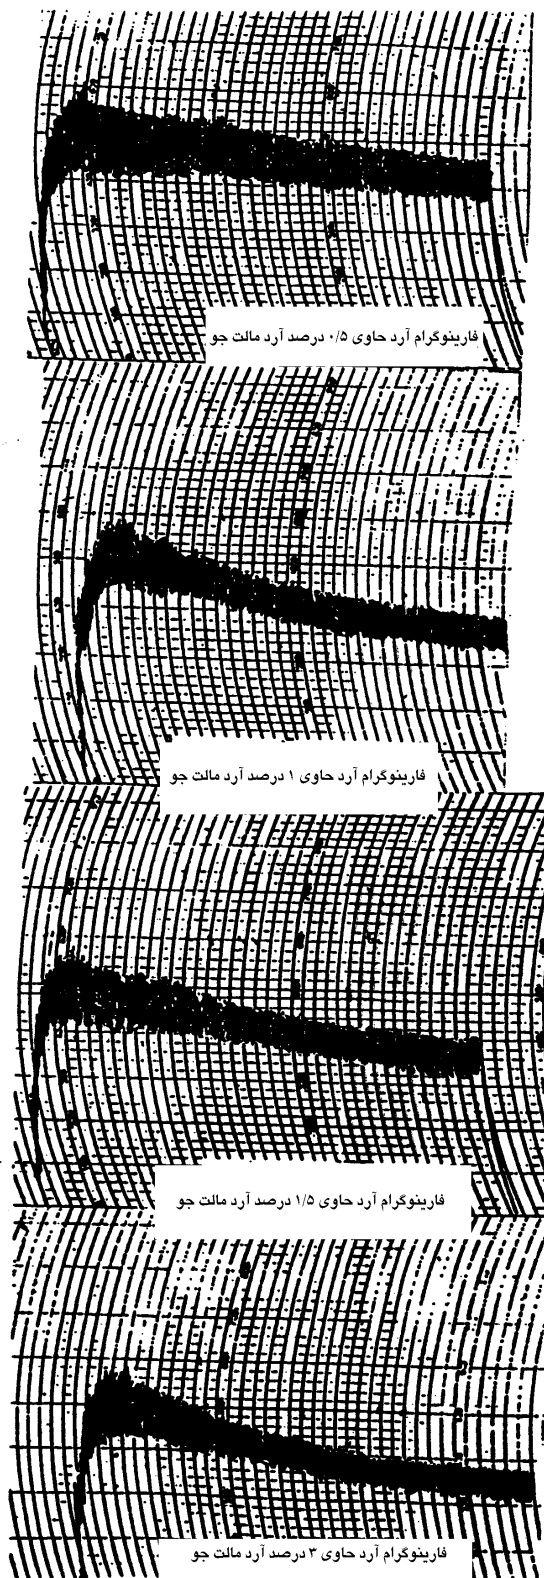 فارینوگرام آرد حاوی ۰/۵ درصد آرد مالت جو
فارینوگرام آرد حاوی ۱ درصد آرد مالت جو
فارینوگرام آرد حاوی ۱/۵ درصد آرد مالت جو
فارینوگرام آرد حاوی ۳ درصد آرد مالت جو